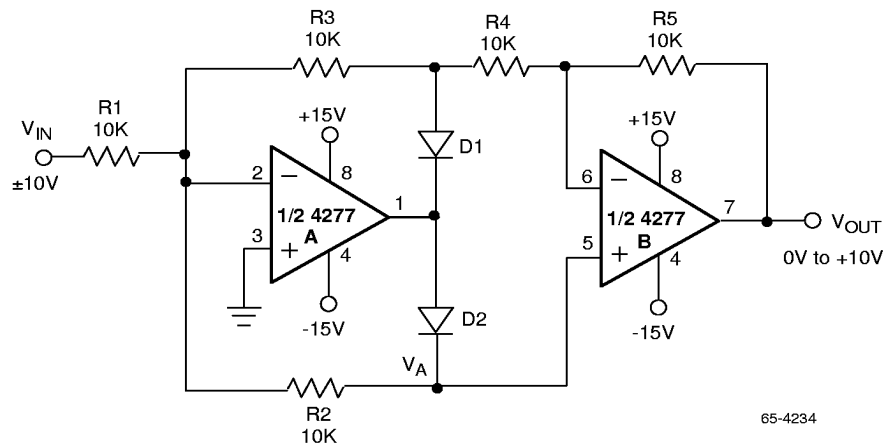 R3
10K
R4
10K
R5
10K
R1
10K
V_IN
±10V
+15V
D1
+15V
2
−
8
1
1/2 4277
A
3
+
4
-15V
6
−
8
7
1/2 4277
B
5
+
4
-15V
V_OUT
0V to +10V
D2
V_A
R2
10K
65-4234